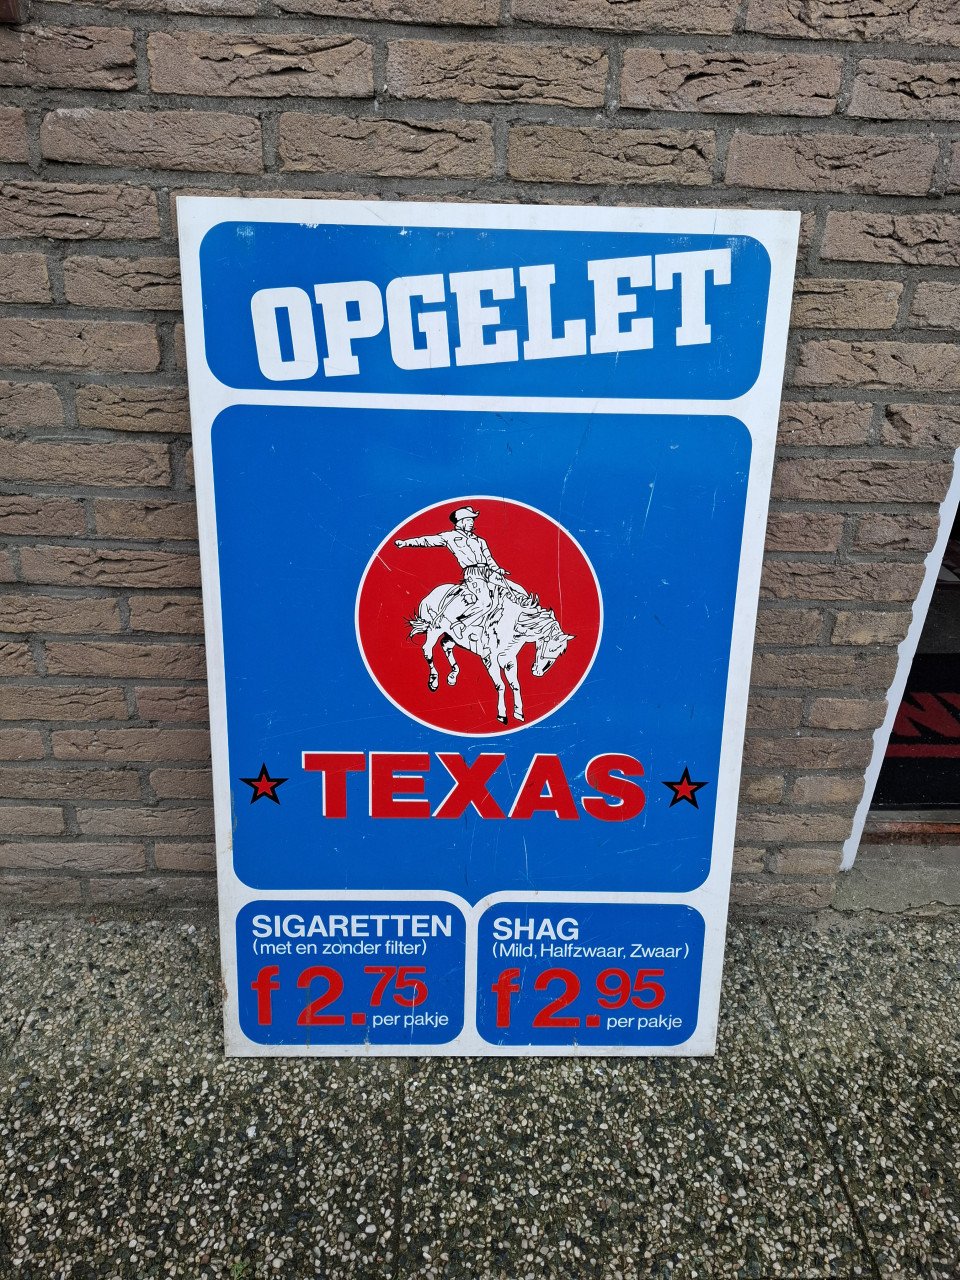 OPGELET
TEXAS
SIGARETTEN
(met en zonder filter)
f 2.75
per pakje
SHAG
(Mild, Halfzwaar, Zwaar)
f 2.95
per pakje